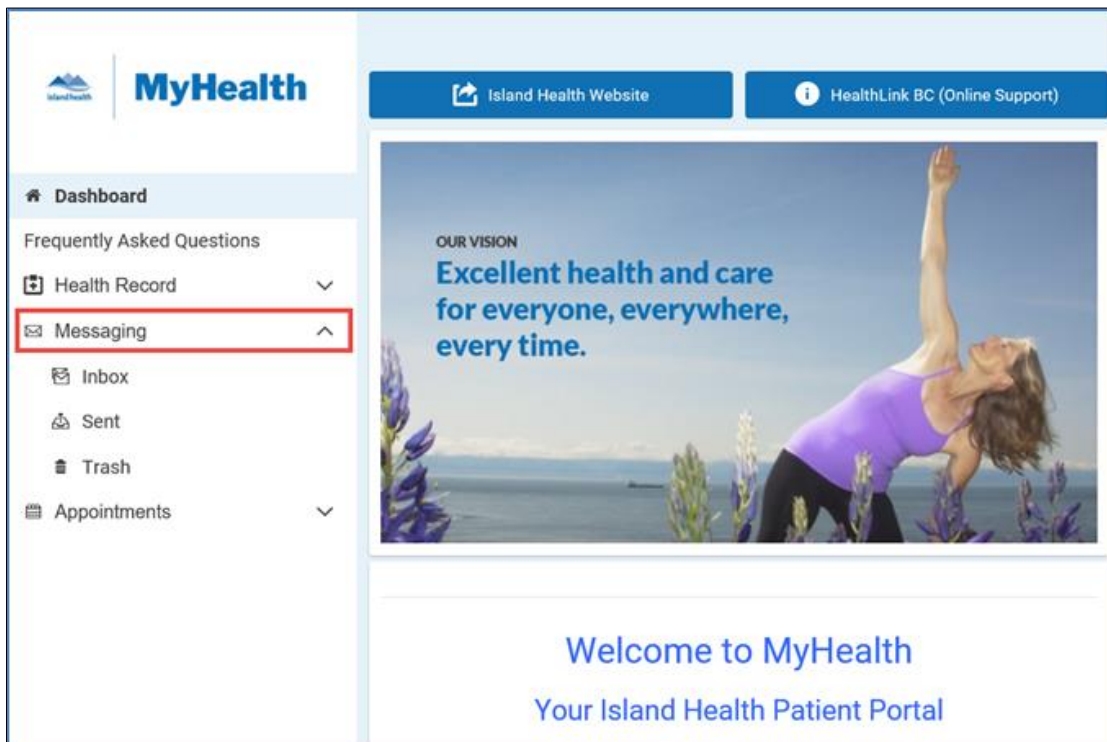 island health
MyHealth
Island Health Website
HealthLink BC (Online Support)
Dashboard
Frequently Asked Questions
Health Record
Messaging
Inbox
Sent
Trash
Appointments
OUR VISION
Excellent health and care
for everyone, everywhere,
every time.
Welcome to MyHealth
Your Island Health Patient Portal